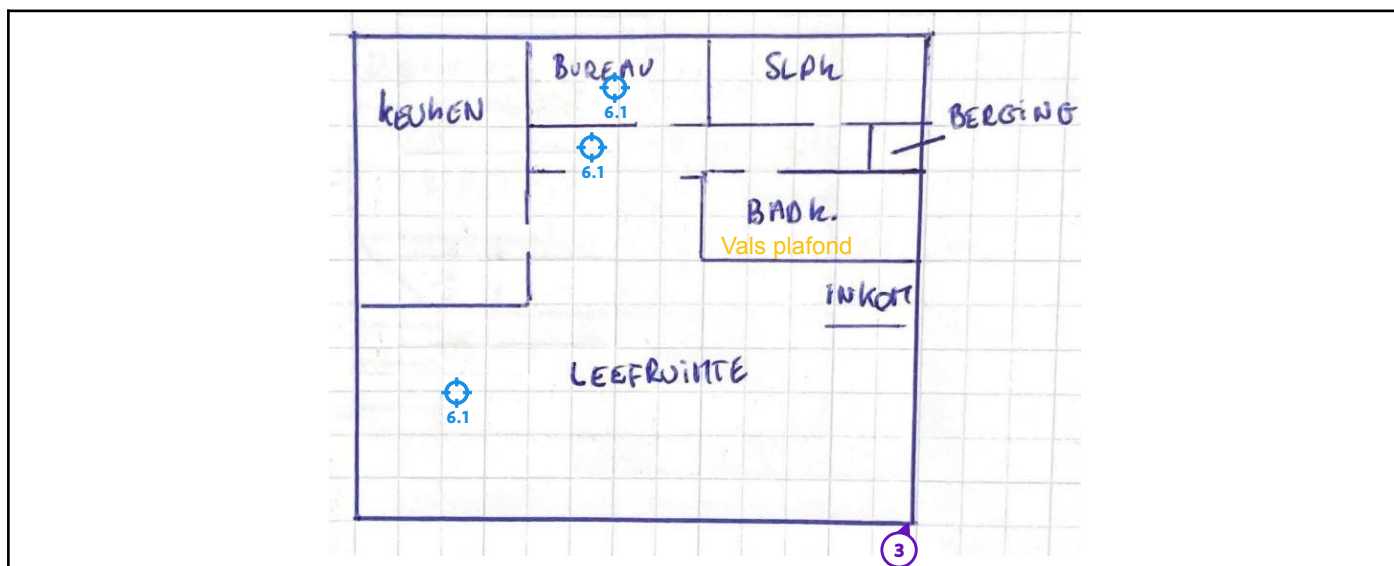 BUREAU
SLPK
KEUKEN
6.1
BERGING
6.1
BADK.
Vals plafond
INKOM
LEEFRUIMTE
6.1
3